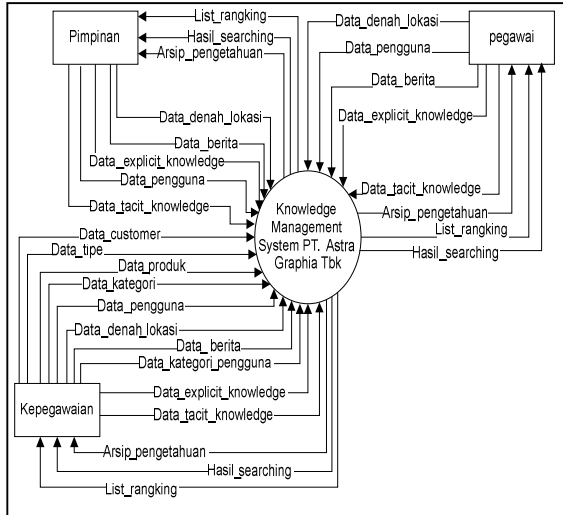 List_rangking
Hasil_searching
Arsip_pengetahuan
Pimpinan
Data_denah_lokasi
Data_berita
Data_explicit_knowledge
Data_pengguna
Data_tacit_knowledge
Data_denah_lokasi
Data_pengguna
pegawai
Data_berita
Data_explicit_knowledge
Data_tacit_knowledge
Arsip_pengetahuan
List_rangking
Hasil_searching
Knowledge
Management
System PT. Astra
Graphia Tbk
Data_customer
Data_tipe
Data_produk
Data_kategori
Data_pengguna
Data_denah_lokasi
Data_berita
Data_kategori_pengguna
Data_explicit_knowledge
Data_tacit_knowledge
Kepegawaian
Arsip_pengetahuan
Hasil_searching
List_rangking